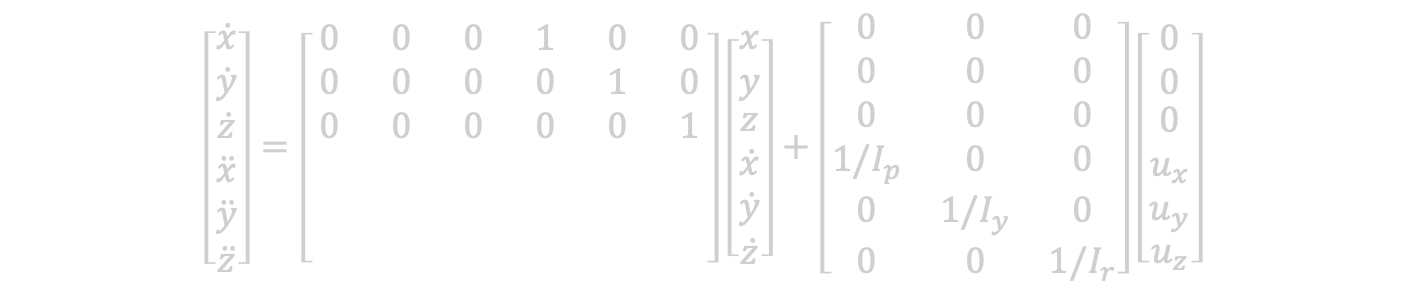 [ẋ ẏ ż ẍ ÿ z̈] = [0 0 0 1 0 0
0 0 0 0 1 0
0 0 0 0 0 1] [x y z ẋ ẏ ż] + [0 0 0
0 0 0
0 0 0
1/I_p 0 0
0 1/I_y 0
0 0 1/I_r] [0 0 0 u_x u_y u_z]